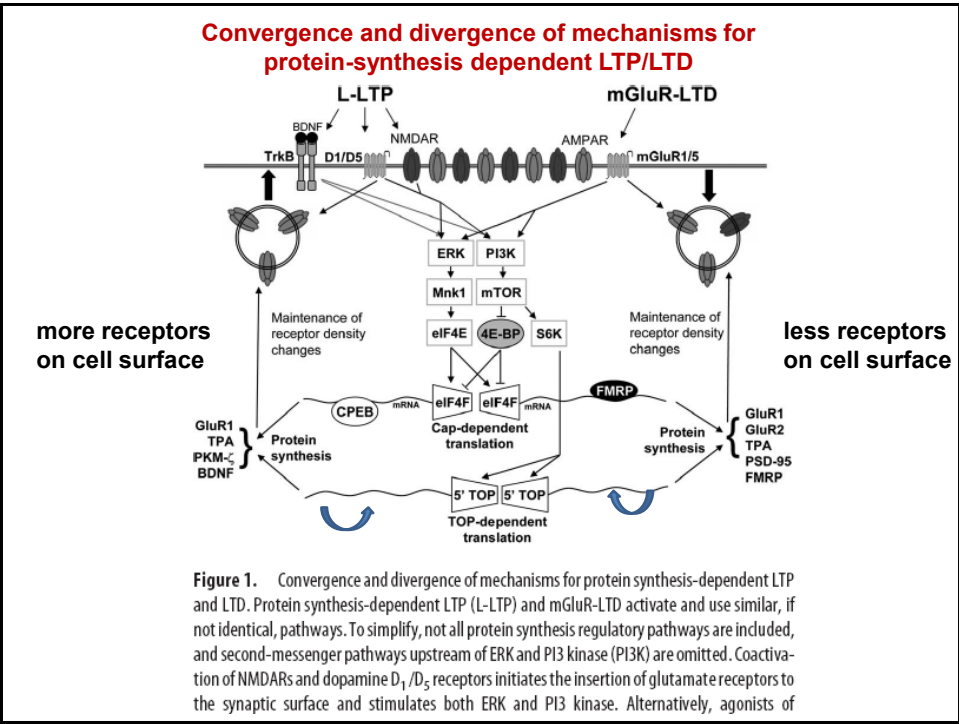 Convergence and divergence of mechanisms for
protein-synthesis dependent LTP/LTD
L-LTP
mGluR-LTD
BDNF
NMDAR
AMPAR
TrkB
D1/D5
mGluR1/5
ERK
PI3K
Mnk1
mTOR
eIF4E
4E-BP
S6K
more receptors
on cell surface
Maintenance of
receptor density
changes
Maintenance of
receptor density
changes
less receptors
on cell surface
CPEB
mRNA
eIF4F
eIF4F
mRNA
FMRP
Cap-dependent
translation
GluR1
TPA
PKM-ζ
BDNF
Protein
synthesis
Protein
synthesis
GluR1
GluR2
TPA
PSD-95
FMRP
5' TOP
5' TOP
TOP-dependent
translation
Figure 1. Convergence and divergence of mechanisms for protein synthesis-dependent LTP
and LTD. Protein synthesis-dependent LTP (L-LTP) and mGluR-LTD activate and use similar, if
not identical, pathways. To simplify, not all protein synthesis regulatory pathways are included,
and second-messenger pathways upstream of ERK and PI3 kinase (PI3K) are omitted. Coactiva-
tion of NMDARs and dopamine D1/D5 receptors initiates the insertion of glutamate receptors to
the synaptic surface and stimulates both ERK and PI3 kinase. Alternatively, agonists of